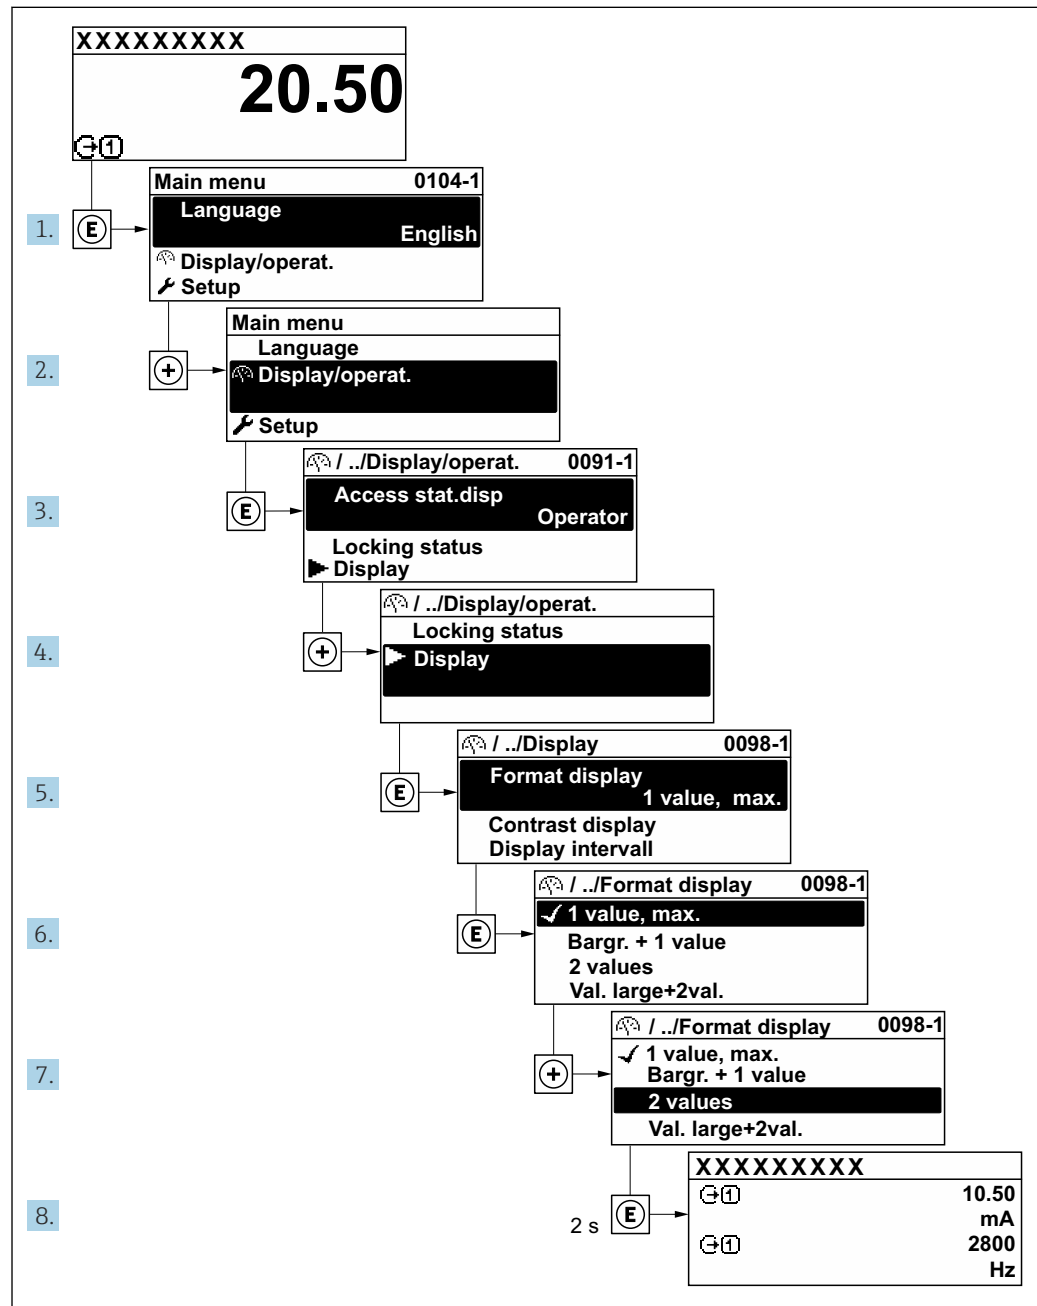 XXXXXXXXX
20.50
1
Main menu 0104-1
Language
English
1. E
Display/operat.
Setup
Main menu
Language
2. + Display/operat.
Setup
/ ../Display/operat. 0091-1
Access stat.disp
3. E Operator
Locking status
Display
/ ../Display/operat.
Locking status
4. + Display
/ ../Display 0098-1
Format display
5. E 1 value, max.
Contrast display
Display intervall
/ ../Format display 0098-1
1 value, max.
6. E Bargr. + 1 value
2 values
Val. large+2val.
/ ../Format display 0098-1
1 value, max.
7. + Bargr. + 1 value
2 values
Val. large+2val.
XXXXXXXXX
1 10.50
8. 2 s E mA
1 2800
Hz